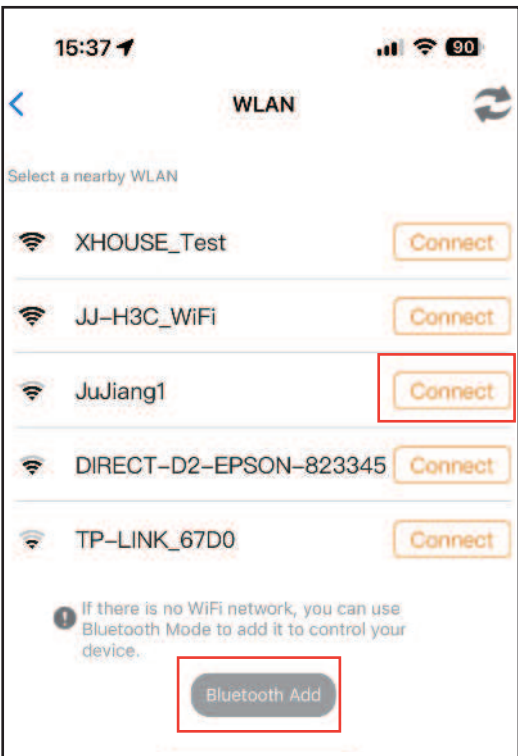 15:37
90
WLAN
Select a nearby WLAN
XHOUSE_Test Connect
JJ-H3C_WiFi Connect
JuJiang1 Connect
DIRECT-D2-EPSON-823345 Connect
TP-LINK_67D0 Connect
If there is no WiFi network, you can use
Bluetooth Mode to add it to control your
device.
Bluetooth Add